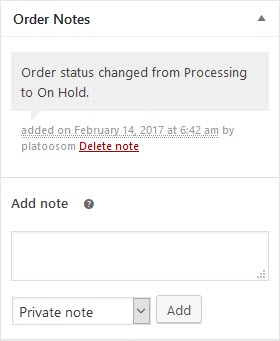 Order Notes
Order status changed from Processing
to On Hold.
added on February 14, 2017 at 6:42 am by
platoosom Delete note
Add note ?
Private note Add